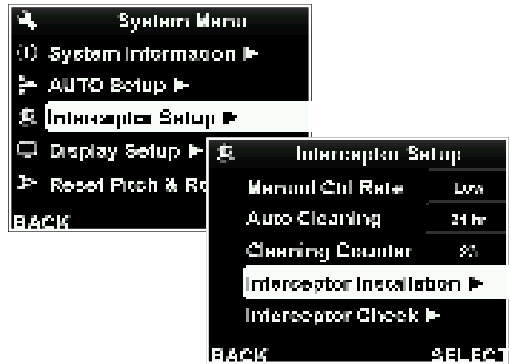 System Menu
System Information ▶
AUTO Setup ▶
Interceptor Setup ▶
Display Setup ▶
Reset Pitch &
BACK
Interceptor Setup
Manual Ctrl Rate Low
Auto Cleaning 24 hr
Cleaning Counter
Interceptor Installation ▶
Interceptor Check ▶
BACK SELECT